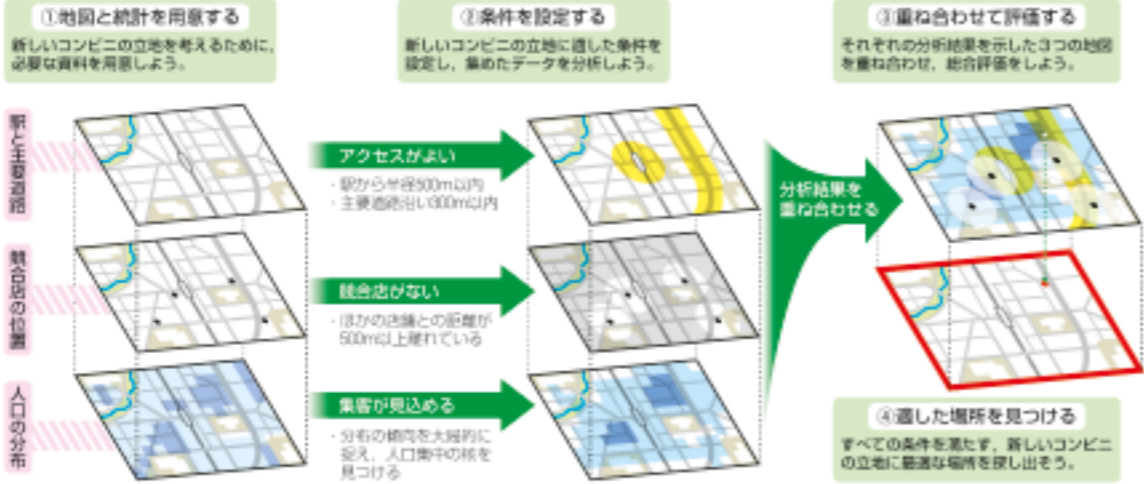 ①地図と統計を用意する
新しいコンビニの立地を考えるために,
必要な資料を用意しよう。
②条件を設定する
新しいコンビニの立地に適した条件を
設定し，集めたデータを分析しよう。
③重ね合わせて評価する
それぞれの分析結果を示した3つの地図
を重ね合わせ，総合評価をしよう。
駅と主要道路
アクセスがよい
・駅から半径500m以内
・主要道路沿い300m以内
分析結果を
重ね合わせる
競合店の位置
競合店がない
・ほかの店舗との距離が
500m以上離れている
人口の分布
集客が見込める
・分布の傾向を大局的に
捉え，人口集中の核を
見つける
④適した場所を見つける
すべての条件を満たす，新しいコンビニ
の立地に最適な場所を探し出そう。